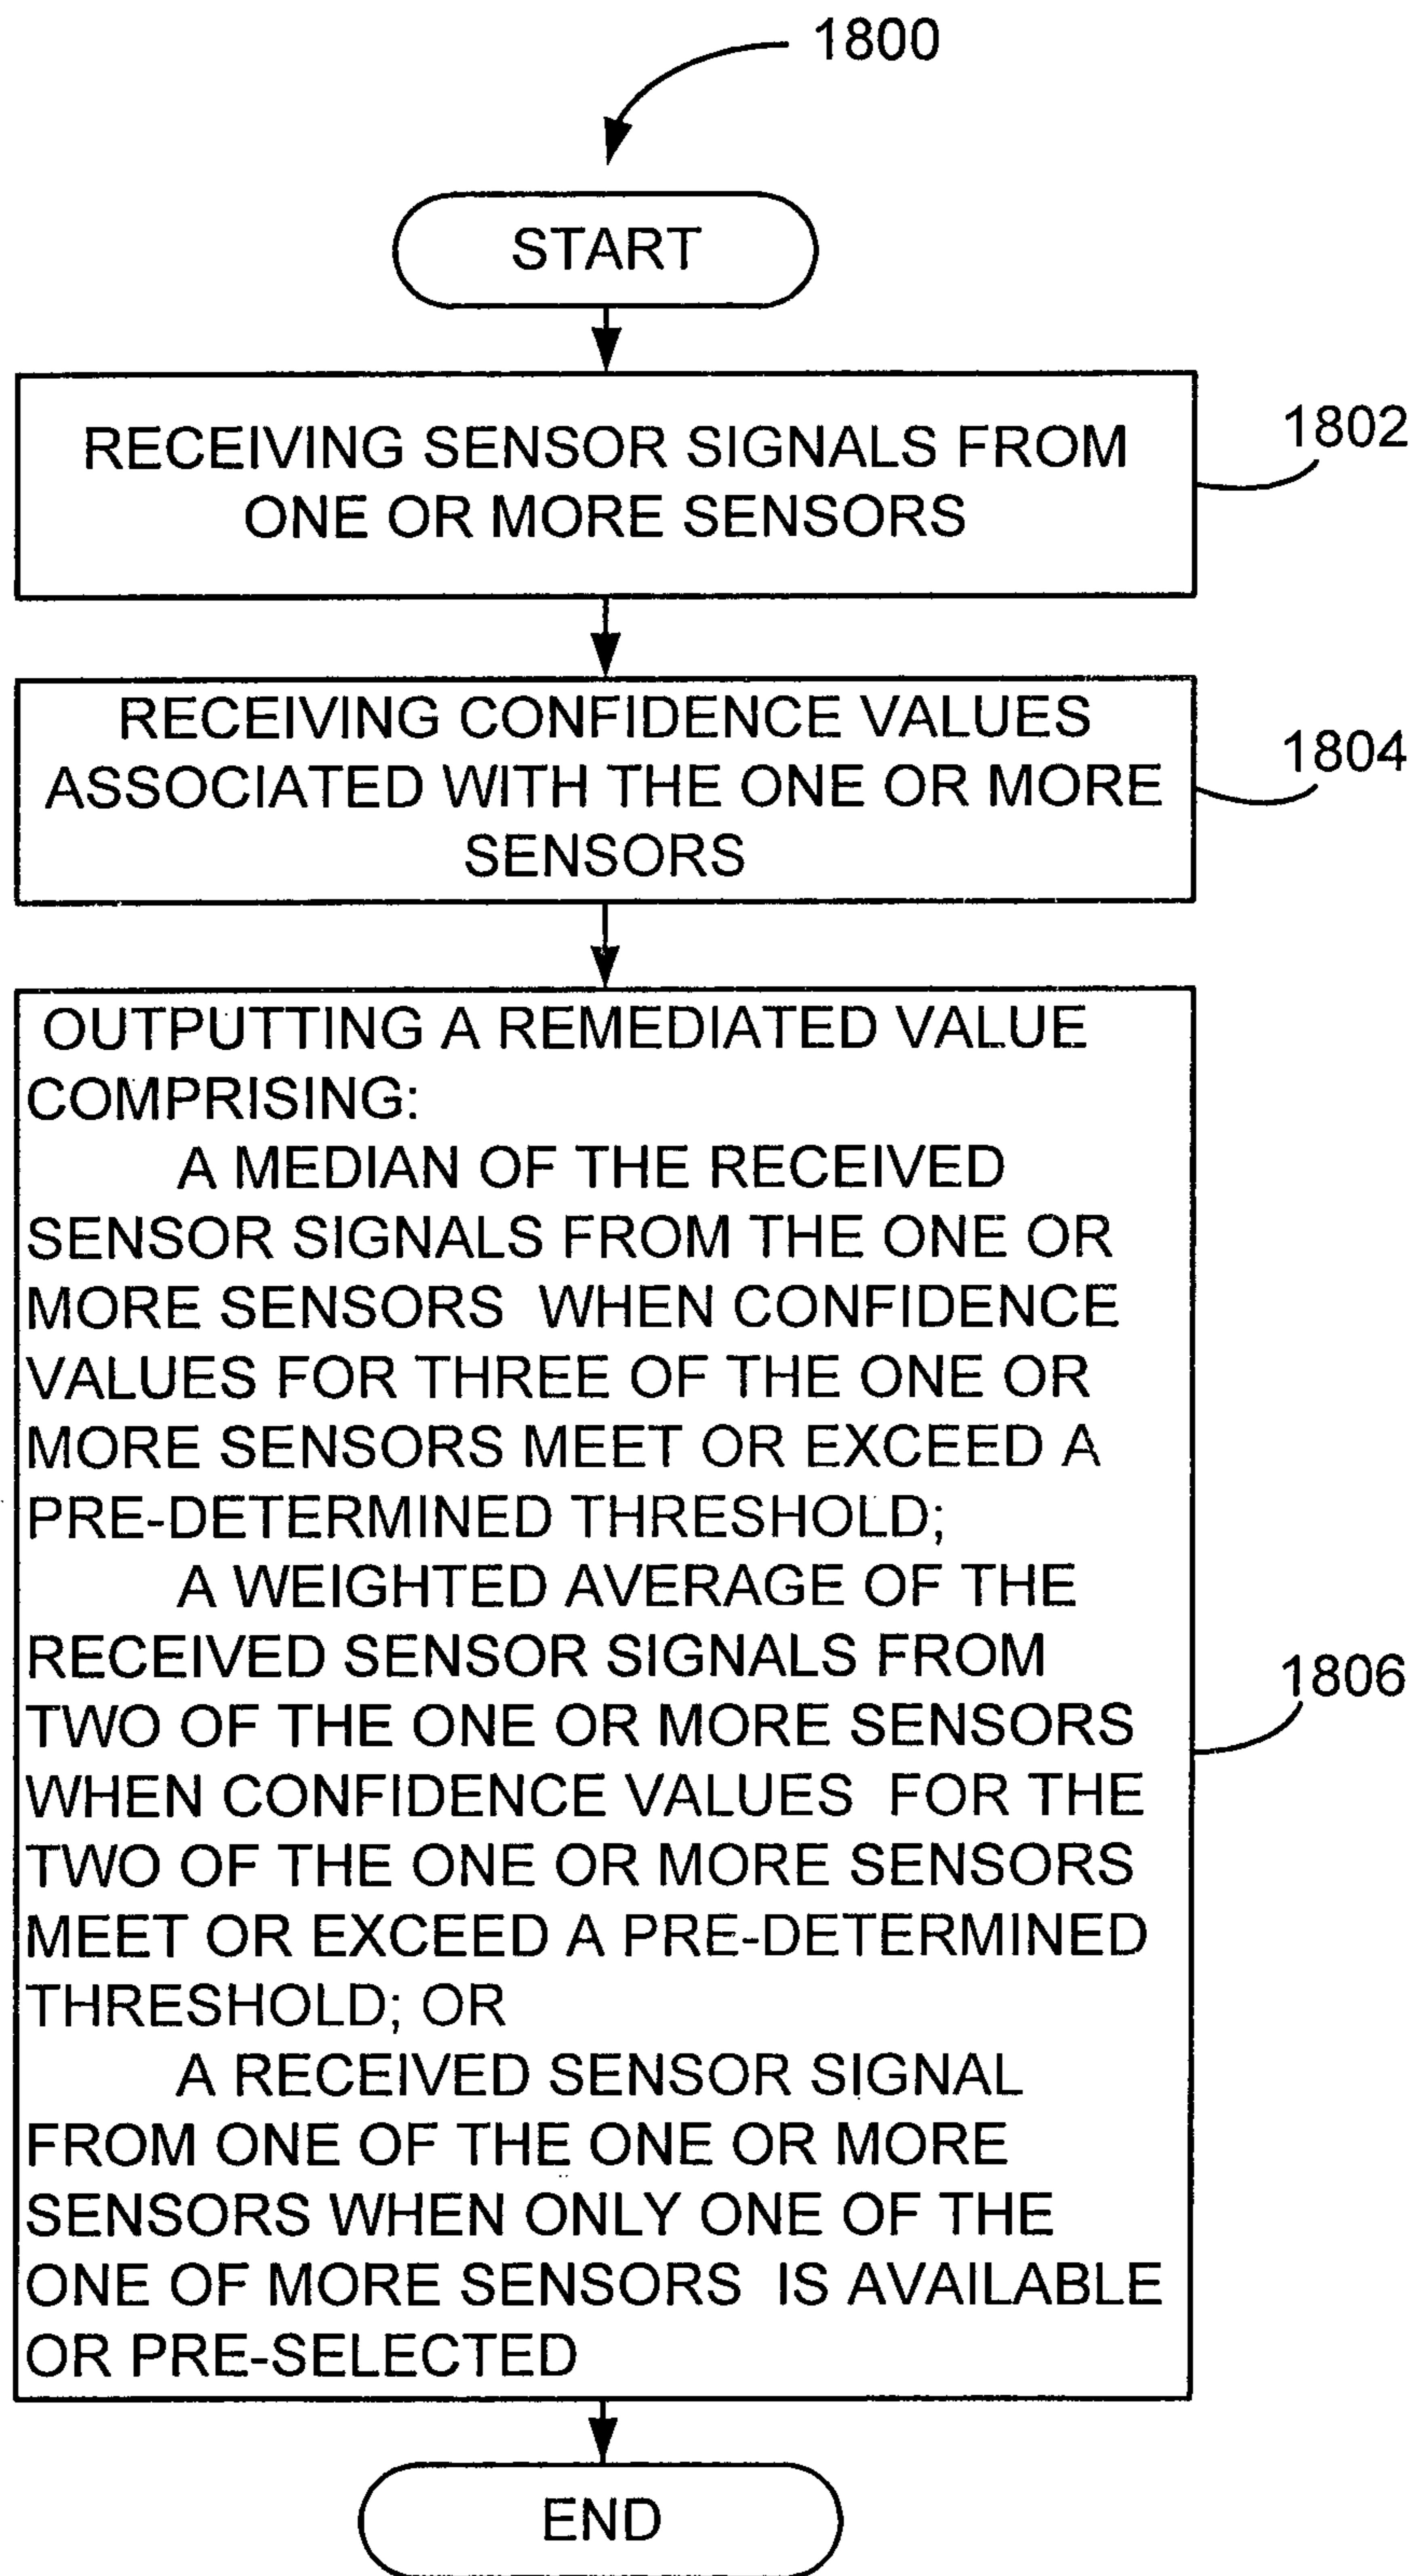 1800
START
RECEIVING SENSOR SIGNALS FROM
ONE OR MORE SENSORS
1802
RECEIVING CONFIDENCE VALUES
ASSOCIATED WITH THE ONE OR MORE
SENSORS
1804
OUTPUTTING A REMEDIATED VALUE
COMPRISING:
A MEDIAN OF THE RECEIVED
SENSOR SIGNALS FROM THE ONE OR
MORE SENSORS WHEN CONFIDENCE
VALUES FOR THREE OF THE ONE OR
MORE SENSORS MEET OR EXCEED A
PRE-DETERMINED THRESHOLD;
A WEIGHTED AVERAGE OF THE
RECEIVED SENSOR SIGNALS FROM
TWO OF THE ONE OR MORE SENSORS
WHEN CONFIDENCE VALUES FOR THE
TWO OF THE ONE OR MORE SENSORS
MEET OR EXCEED A PRE-DETERMINED
THRESHOLD; OR
A RECEIVED SENSOR SIGNAL
FROM ONE OF THE ONE OR MORE
SENSORS WHEN ONLY ONE OF THE
ONE OF MORE SENSORS IS AVAILABLE
OR PRE-SELECTED
1806
END